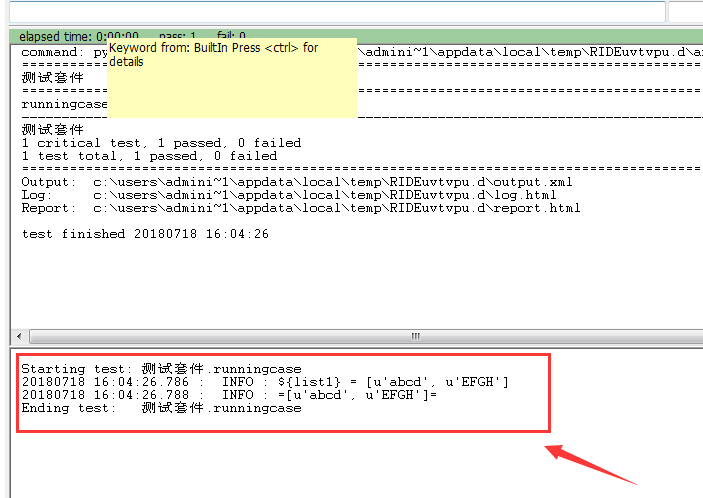 elapsed time: 0:00:00 pass: 1 fail: 0
command: py
Keyword from: BuiltIn Press <ctrl> for
details
\admini~1\appdata\local\temp\RIDEuvtvpu.d\a
==============================================================================
测试套件
==============================================================================
runningcase
------------------------------------------------------------------------------
测试套件
1 critical test, 1 passed, 0 failed
1 test total, 1 passed, 0 failed
==============================================================================
Output: c:\users\admini~1\appdata\local\temp\RIDEuvtvpu.d\output.xml
Log: c:\users\admini~1\appdata\local\temp\RIDEuvtvpu.d\log.html
Report: c:\users\admini~1\appdata\local\temp\RIDEuvtvpu.d\report.html
test finished 20180718 16:04:26
Starting test: 测试套件.runningcase
20180718 16:04:26.786 : INFO : ${list1} = [u'abcd', u'EFGH']
20180718 16:04:26.788 : INFO : =[u'abcd', u'EFGH']=
Ending test: 测试套件.runningcase